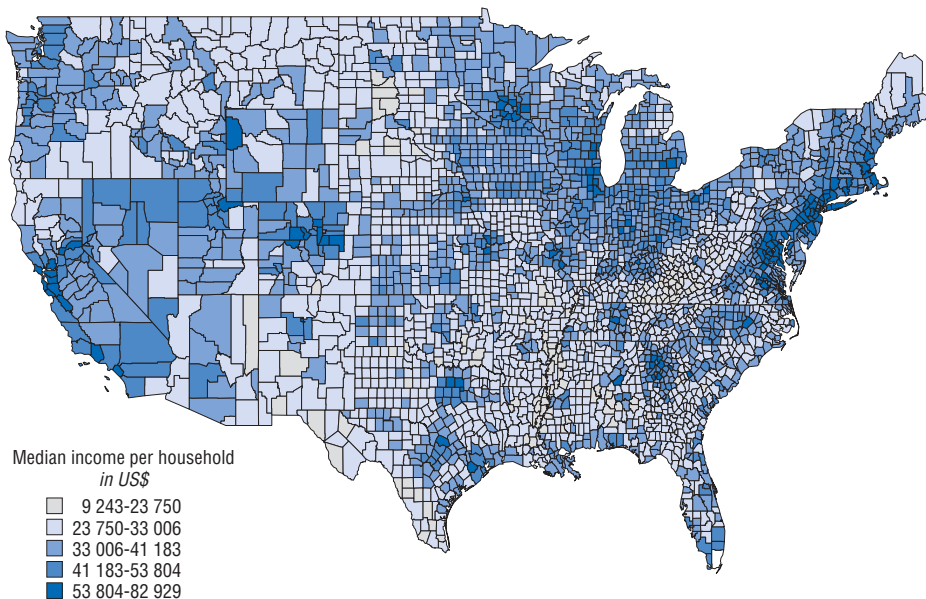 Median income per household
in US$
9 243-23 750
23 750-33 006
33 006-41 183
41 183-53 804
53 804-82 929